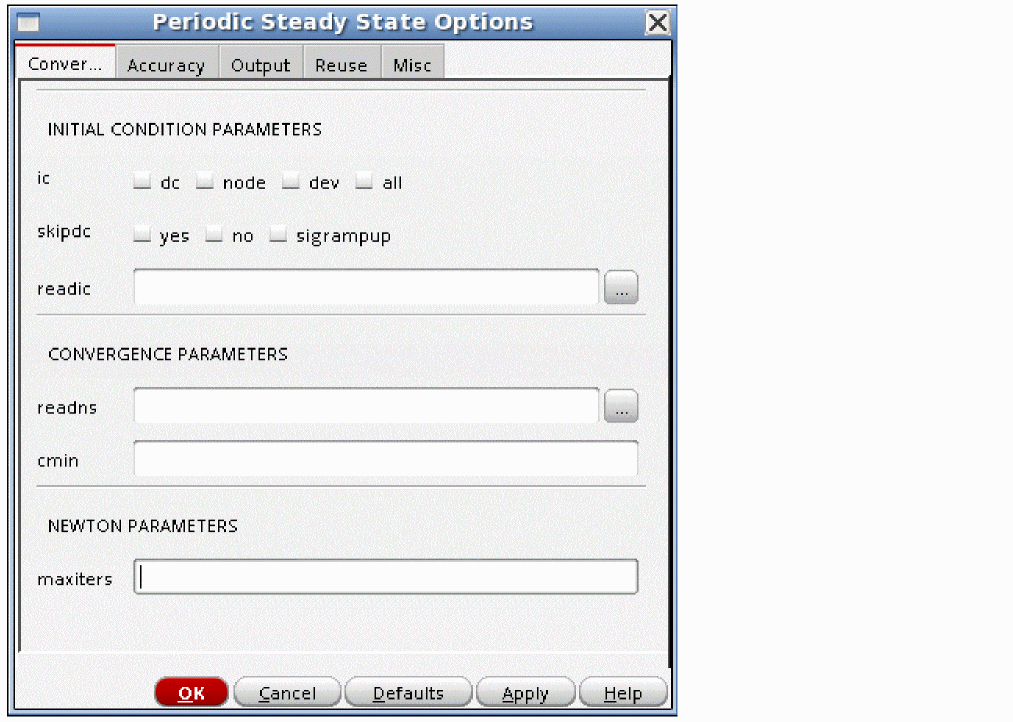 Periodic Steady State Options
Conver... Accuracy Output Reuse Misc
INITIAL CONDITION PARAMETERS
ic dc node dev all
skipdc yes no sigrampup
readic ...
CONVERGENCE PARAMETERS
readns ...
cmin
NEWTON PARAMETERS
maxiters
OK Cancel Defaults Apply Help